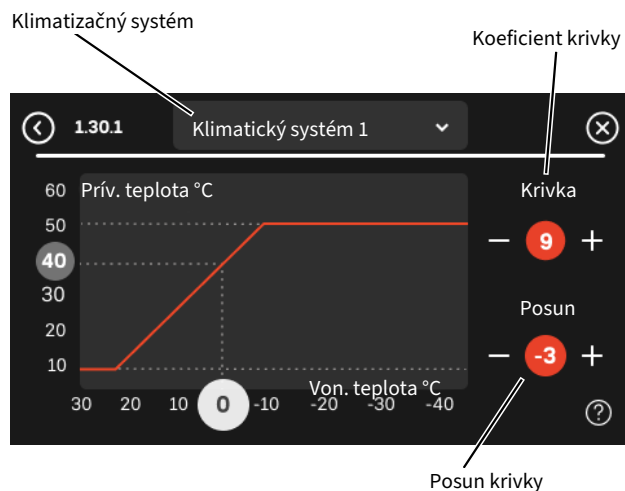 Klimatizačný systém
Koeficient krivky
1.30.1
Klimatický systém 1
60
Prív. teplota °C
Krivka
50
40
30
20
10
9
Posun
-3
Von. teplota °C
30 20 10 0 -10 -20 -30 -40
?
Posun krivky